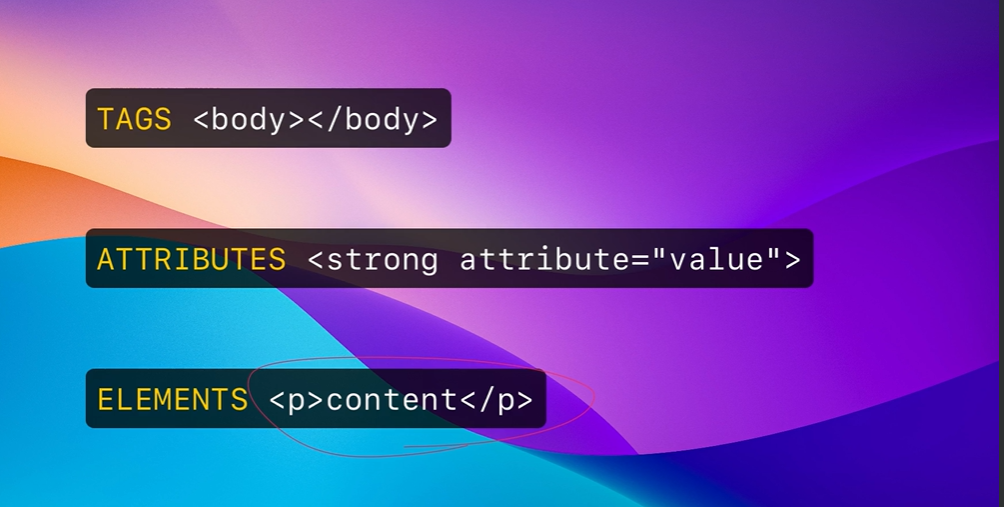 TAGS <body></body>
ATTRIBUTES <strong attribute="value">
ELEMENTS <p>content</p>